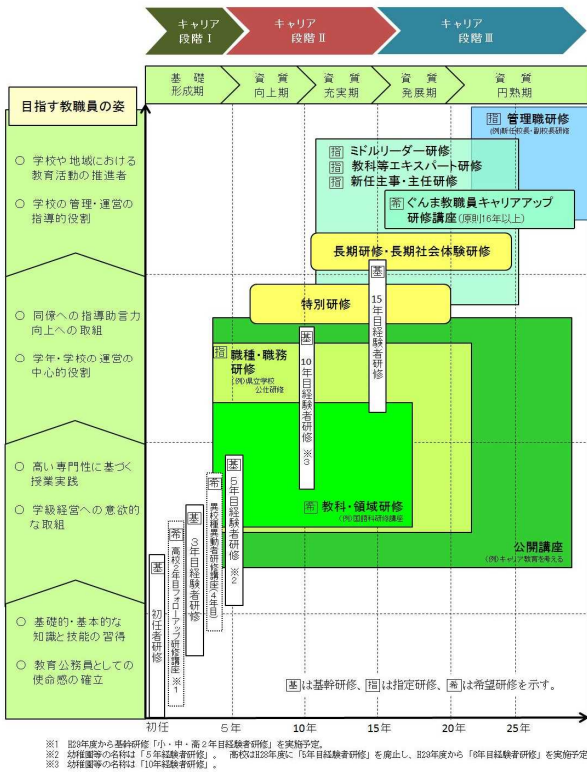 キャリア
段階Ⅰ
キャリア
段階Ⅱ
キャリア
段階Ⅲ
目指す教職員の姿
基礎
形成期
資質
向上期
資質
充実期
資質
発展期
資質
円熟期
○ 学校や地域における
教育活動の推進者
○ 学校の管理・運営の
指導的役割
○ 同僚への指導助言力
向上への取組
○ 学年・学校の運営の
中心的役割
○ 高い専門性に基づく
授業実践
○ 学級経営への意欲的
な取組
○ 基礎的・基本的な
知識と技能の習得
○ 教育公務員としての
使命感の確立
指 管理職研修
(例)新任校長・副校長研修
指 ミドルリーダー研修
指 教科等エキスパート研修
指 新任主事・主任研修
希 ぐんま教職員キャリアアップ
研修講座(原則16年以上)
長期研修・長期社会体験研修
特別研修
基 15年目経験者研修
指 職種・職務
研修
(例)県立学校
公仕研修
基 10年目経験者研修 ※3
希 教科・領域研修
(例)国語科研修講座
公開講座
(例)キャリア教育を考える
基 5年目経験者研修 ※2
希 異校種異動者研修講座(4年目)
基 3年目経験者研修
希 高校2年目フォローアップ研修講座 ※1
基 初任者研修
基は基幹研修、指は指定研修、希は希望研修を示す。
初任 5年 10年 15年 20年 25年
※1 H29年度から基幹研修「小・中・高2年目経験者研修」を実施予定。
※2 幼稚園等の名称は「5年経験者研修」。 高校はH28年度に「5年目経験者研修」を廃止し、H29年度から「6年目経験者研修」を実施予定
※3 幼稚園等の名称は「10年経験者研修」。